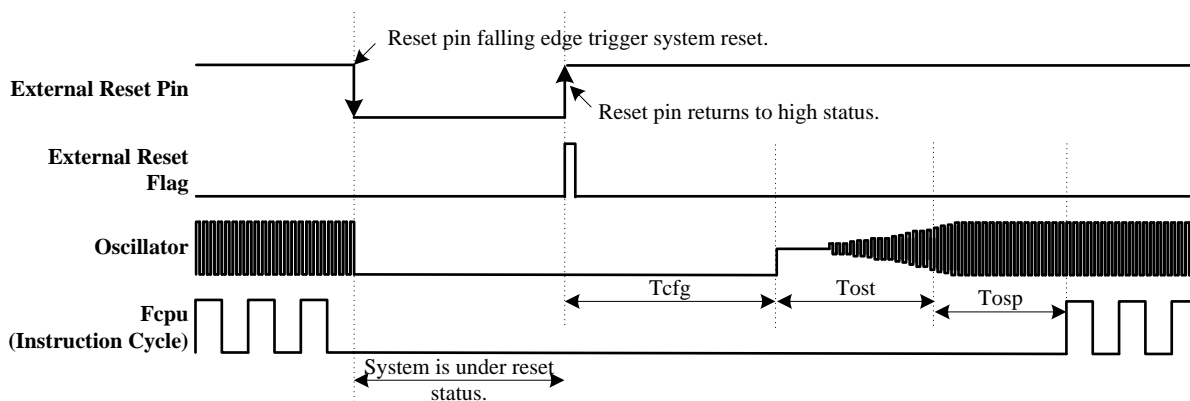 Reset pin falling edge trigger system reset.
External Reset Pin
Reset pin returns to high status.
External Reset
Flag
Oscillator
Tcfg
Tost
Tosp
Fcpu
(Instruction Cycle)
System is under reset
status.